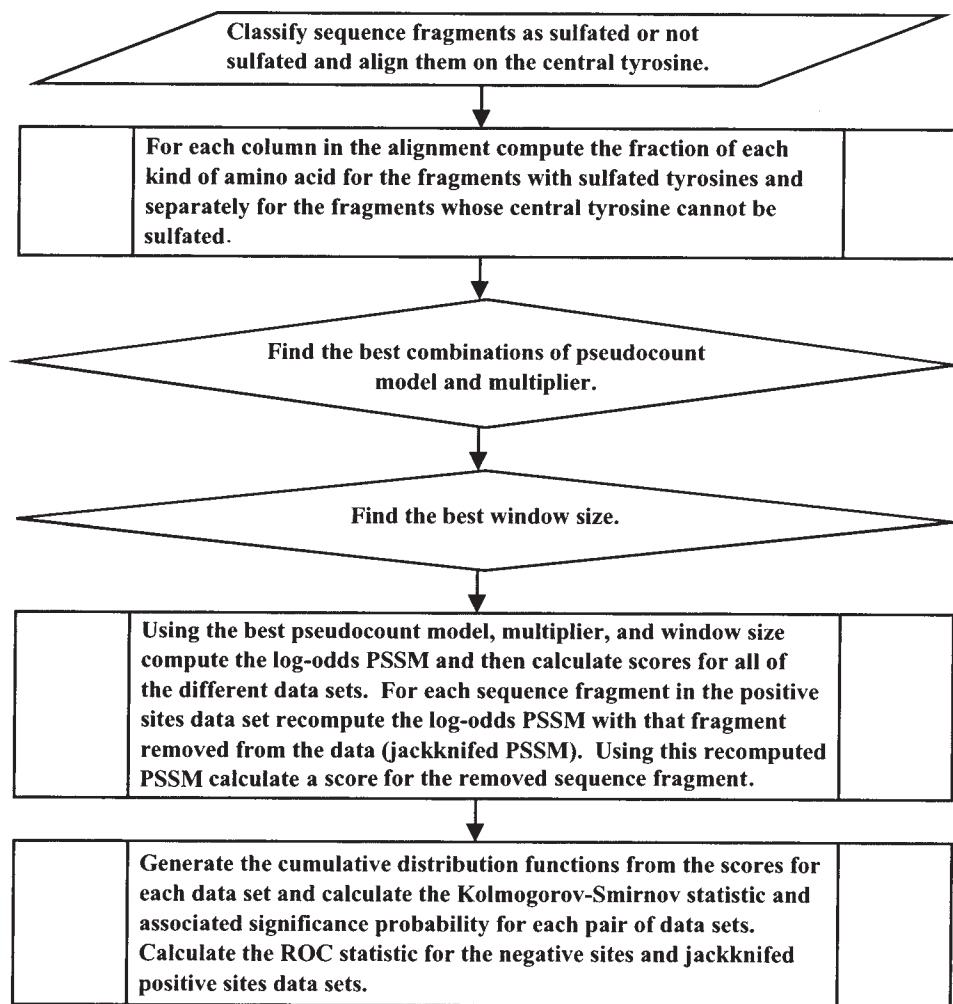 Classify sequence fragments as sulfated or not
sulfated and align them on the central tyrosine.
For each column in the alignment compute the fraction of each
kind of amino acid for the fragments with sulfated tyrosines and
separately for the fragments whose central tyrosine cannot be
sulfated.
Find the best combinations of pseudocount
model and multiplier.
Find the best window size.
Using the best pseudocount model, multiplier, and window size
compute the log-odds PSSM and then calculate scores for all of
the different data sets.  For each sequence fragment in the positive
sites data set recompute the log-odds PSSM with that fragment
removed from the data (jackknifed PSSM).  Using this recomputed
PSSM calculate a score for the removed sequence fragment.
Generate the cumulative distribution functions from the scores for
each data set and calculate the Kolmogorov-Smirnov statistic and
associated significance probability for each pair of data sets.
Calculate the ROC statistic for the negative sites and jackknifed
positive sites data sets.